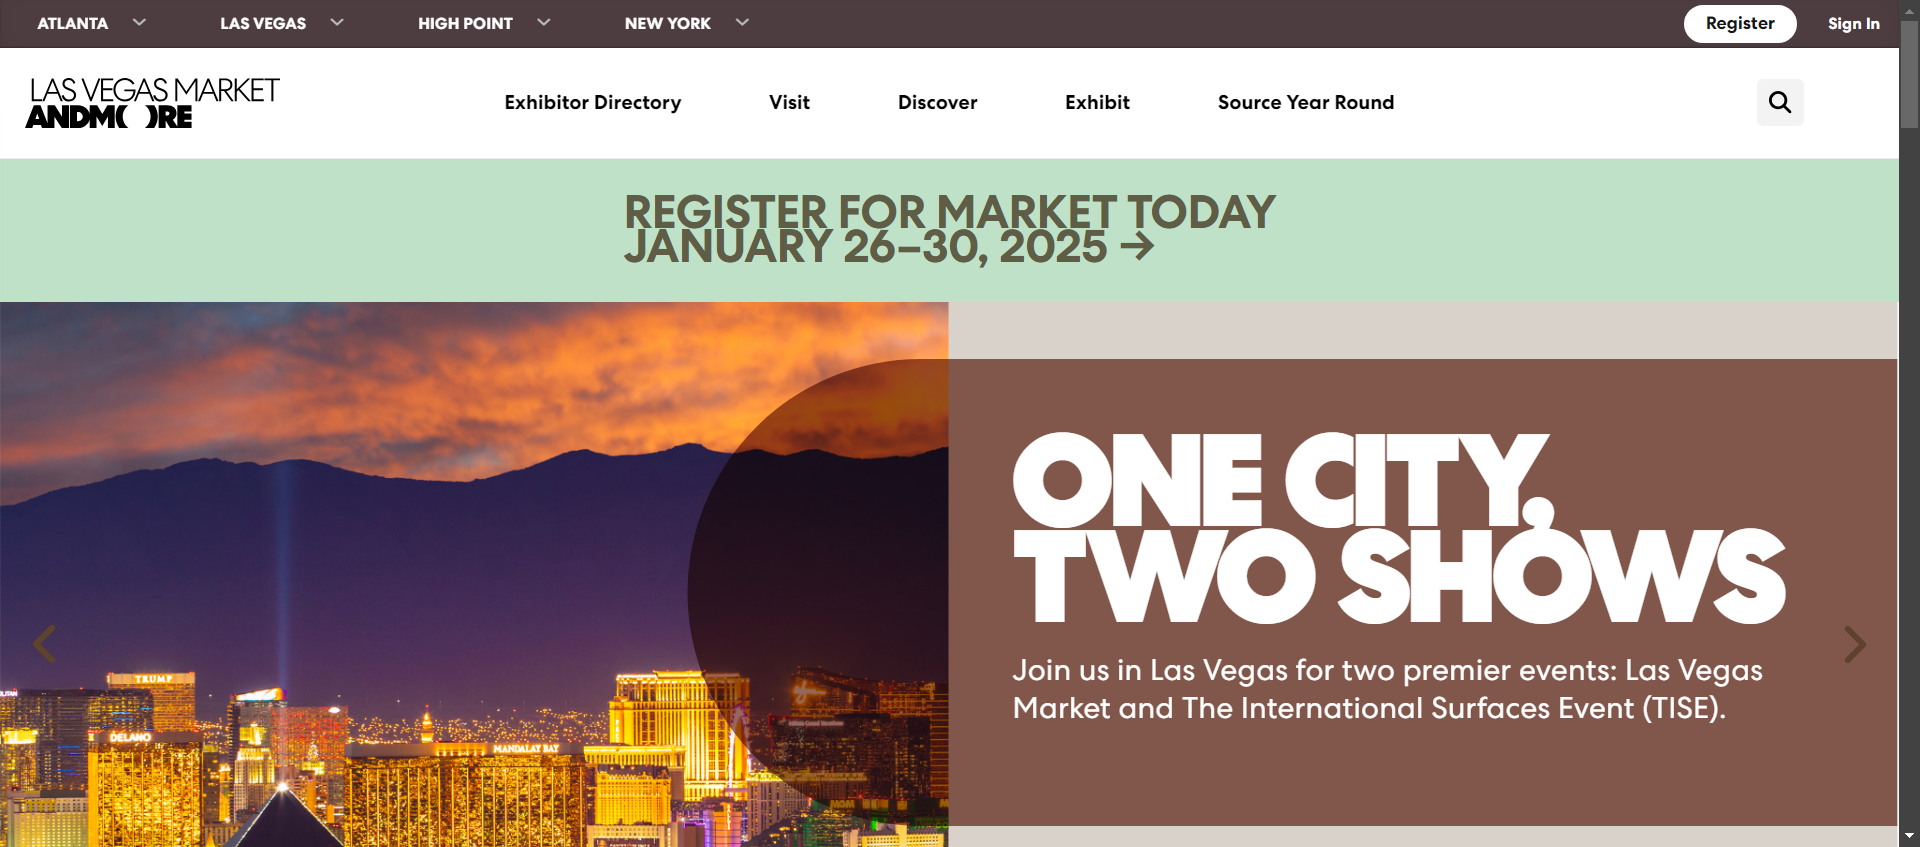 ATLANTA LAS VEGAS HIGH POINT NEW YORK Register Sign In
LAS VEGAS MARKET
ANDMORE
Exhibitor Directory Visit Discover Exhibit Source Year Round
REGISTER FOR MARKET TODAY
JANUARY 26–30, 2025 →
ONE CITY,
TWO SHOWS
Join us in Las Vegas for two premier events: Las Vegas
Market and The International Surfaces Event (TISE).
TRUMP
DELANO
MANDALAY BAY
MGM